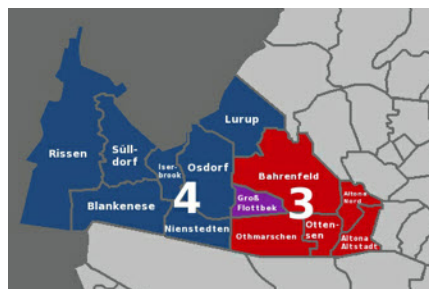 Lurup
Rissen
Süll-
dorf
Iser-
brook
Osdorf
Bahrenfeld
4
Groß
Flottbek
3
Altona
Nord
Blankenese
Nienstedten
Othmarschen
Otten-
sen
Altona
Altstadt